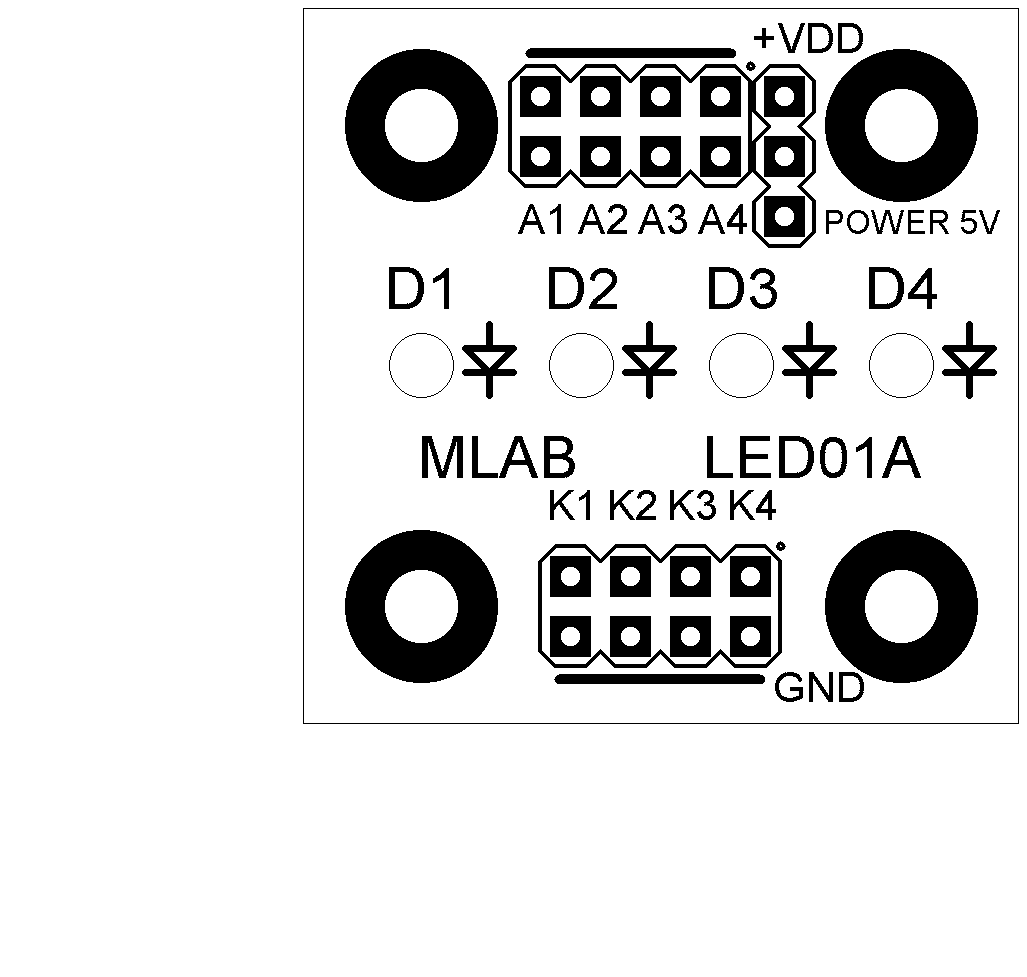 +VDD
A1 A2 A3 A4
POWER 5V
D1 D2 D3 D4
MLAB LED01A
K1 K2 K3 K4
GND